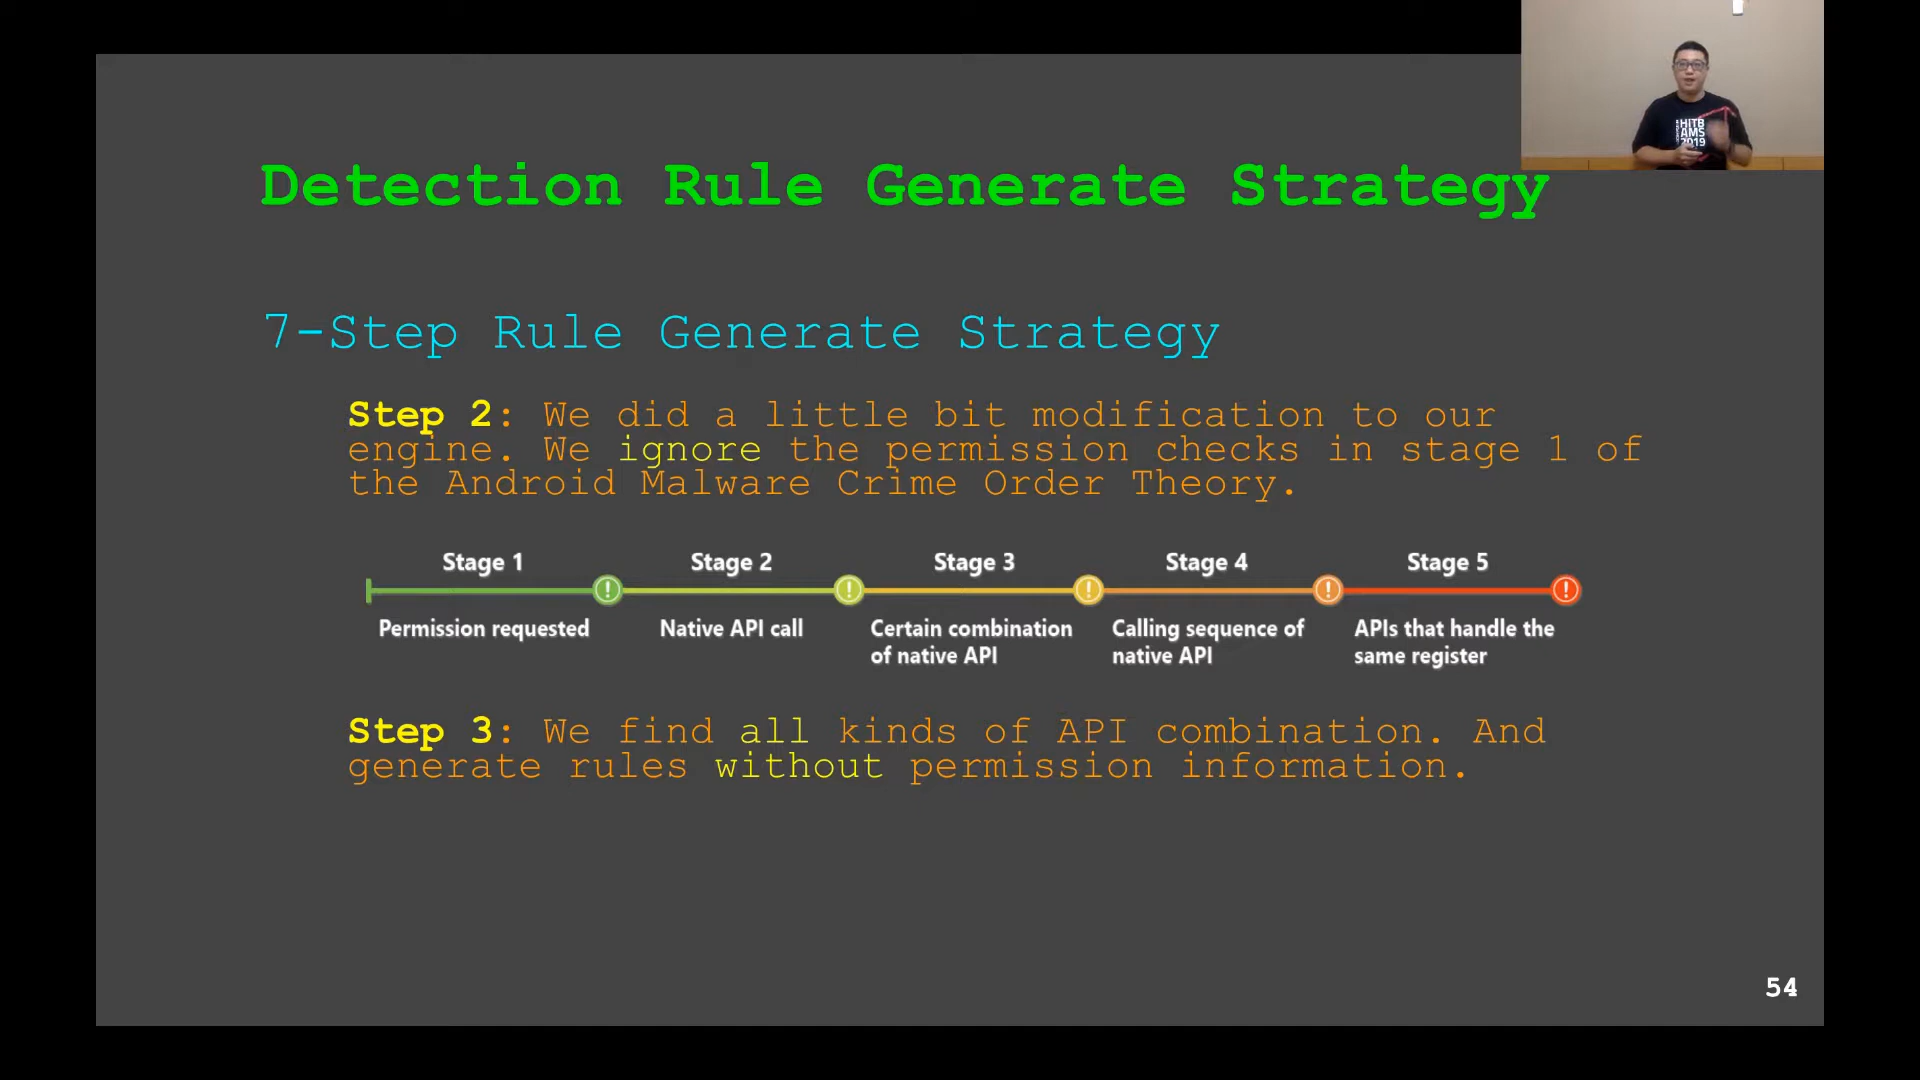 HITB
AMS
2019
Detection Rule Generate Strategy
7-Step Rule Generate Strategy
Step 2: We did a little bit modification to our
engine. We ignore the permission checks in stage 1 of
the Android Malware Crime Order Theory.
Stage 1 Stage 2 Stage 3 Stage 4 Stage 5
Permission requested Native API call Certain combination Calling sequence of APIs that handle the
of native API native API same register
Step 3: We find all kinds of API combination. And
generate rules without permission information.
54